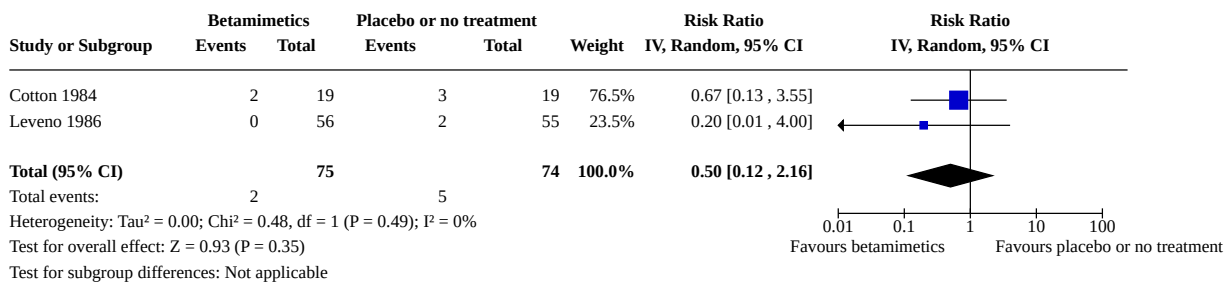 Betamimetics Placebo or no treatment Risk Ratio Risk Ratio
Study or Subgroup Events Total Events Total Weight IV, Random, 95% CI IV, Random, 95% CI
Cotton 1984 2 19 3 19 76.5% 0.67 [0.13 , 3.55]
Leveno 1986 0 56 2 55 23.5% 0.20 [0.01 , 4.00]
Total (95% CI) 75 74 100.0% 0.50 [0.12 , 2.16]
Total events: 2 5
Heterogeneity: Tau² = 0.00; Chi² = 0.48, df = 1 (P = 0.49); I² = 0% 0.01 0.1 1 10 100
Test for overall effect: Z = 0.93 (P = 0.35) Favours betamimetics Favours placebo or no treatment
Test for subgroup differences: Not applicable